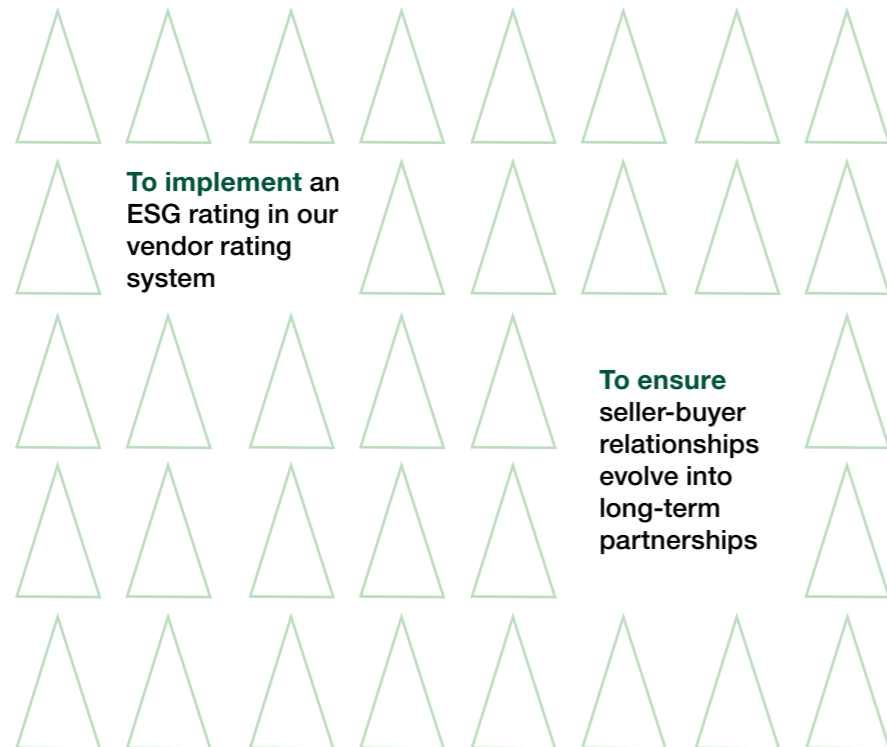 To implement an
ESG rating in our
vendor rating
system
To ensure
seller-buyer
relationships
evolve into
long-term
partnerships